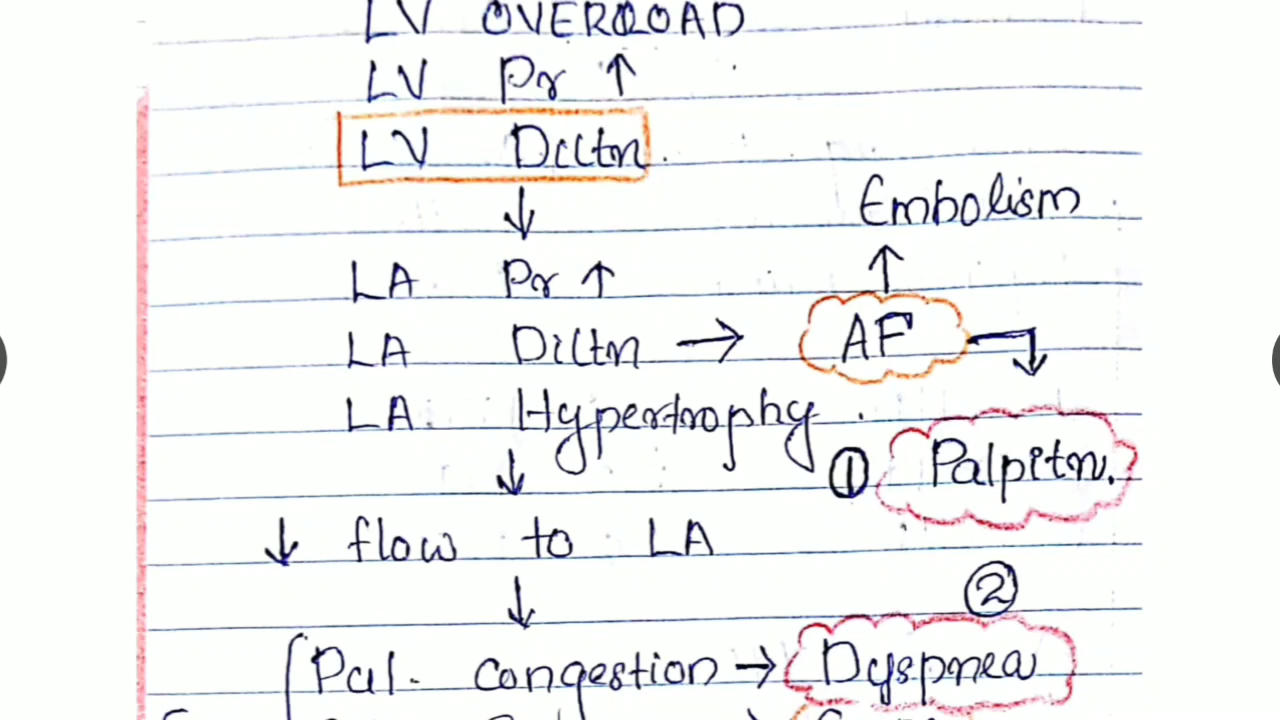 LV OVERLOAD
LV Pr ↑
LV Diltn
↓
Embolism
↑
LA Pr ↑
LA Diltn → AF
LA Hypertrophy
↓
① Palpitn.
↓ flow to LA
↓
②
Pul. congestion → Dyspnea